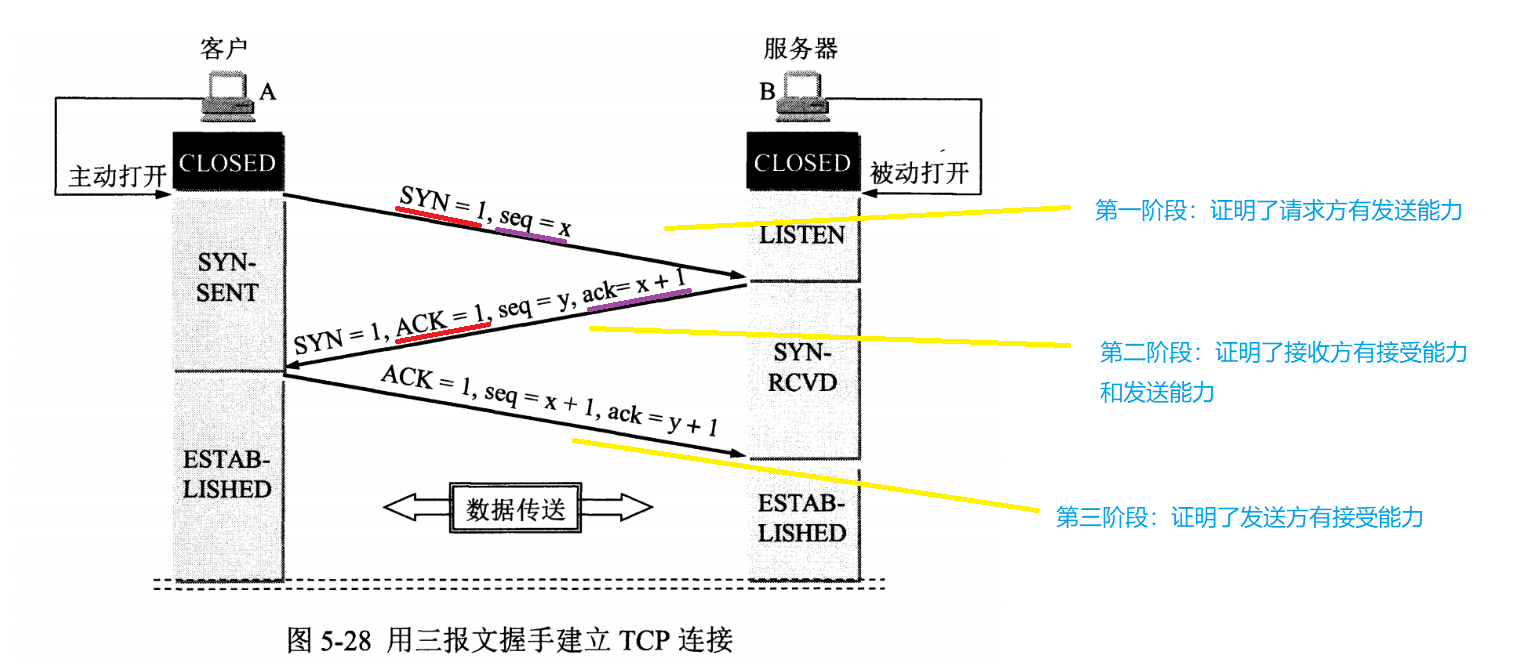 客户
服务器
A
B
CLOSED
CLOSED
主动打开
被动打开
SYN = 1, seq = x
第一阶段：证明了请求方有发送能力
LISTEN
SYN-
SENT
SYN = 1, ACK = 1, seq = y, ack= x + 1
第二阶段：证明了接收方有接受能力
和发送能力
SYN-
RCVD
ACK = 1, seq = x + 1, ack = y + 1
ESTAB-
LISHED
数据传送
ESTAB-
LISHED
第三阶段：证明了发送方有接受能力
图 5-28 用三报文握手建立 TCP 连接